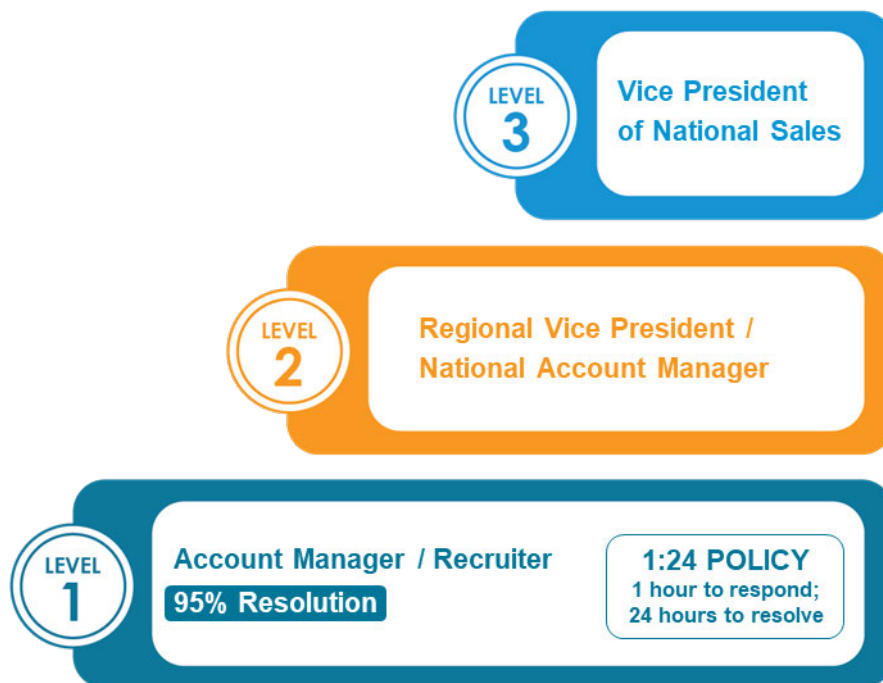 LEVEL
3
Vice President
of National Sales
LEVEL
2
Regional Vice President /
National Account Manager
LEVEL
1
Account Manager / Recruiter
95% Resolution
1:24 POLICY
1 hour to respond;
24 hours to resolve